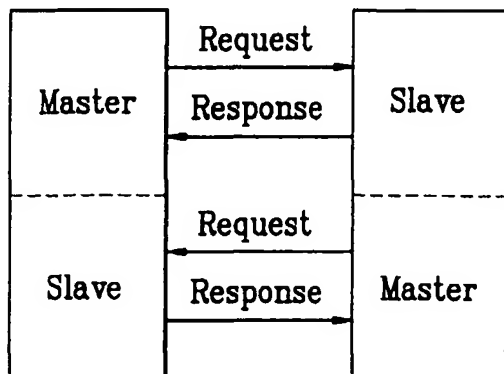 Request
Master
Slave
Response
Request
Slave
Response
Master